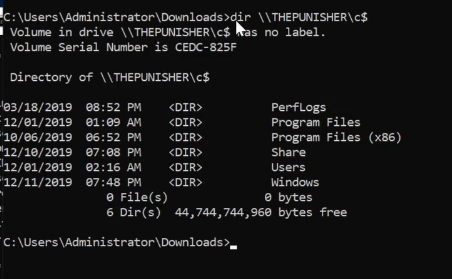 C:\Users\Administrator\Downloads>dir \\THEPUNISHER\c$
 Volume in drive \\THEPUNISHER\c$ has no label.
 Volume Serial Number is CEDC-825F

 Directory of \\THEPUNISHER\c$

03/18/2019  08:52 PM    <DIR>          PerfLogs
12/01/2019  01:09 AM    <DIR>          Program Files
10/06/2019  06:52 PM    <DIR>          Program Files (x86)
12/10/2019  07:08 PM    <DIR>          Share
12/01/2019  02:16 AM    <DIR>          Users
12/11/2019  07:48 PM    <DIR>          Windows
               0 File(s)              0 bytes
               6 Dir(s)  44,744,744,960 bytes free

C:\Users\Administrator\Downloads>